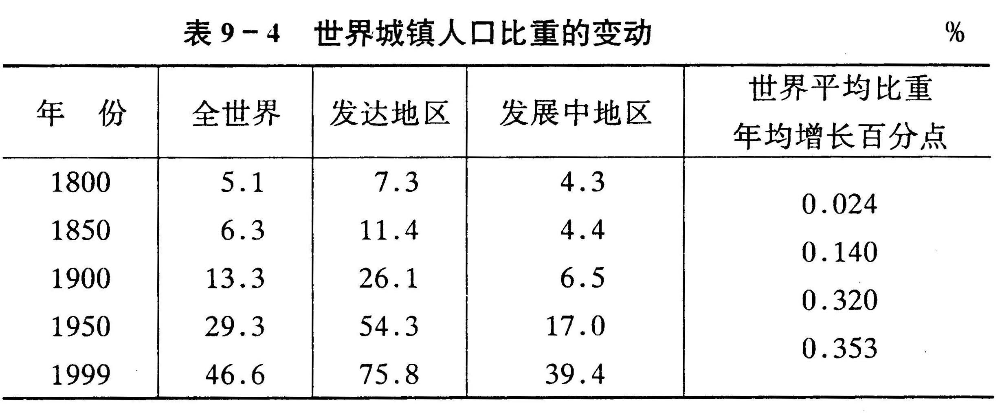 表 9-4 世界城镇人口比重的变动 %
年 份 全世界 发达地区 发展中地区 世界平均比重
年均增长百分点
1800 5.1 7.3 4.3
0.024
1850 6.3 11.4 4.4
0.140
1900 13.3 26.1 6.5
0.320
1950 29.3 54.3 17.0
0.353
1999 46.6 75.8 39.4